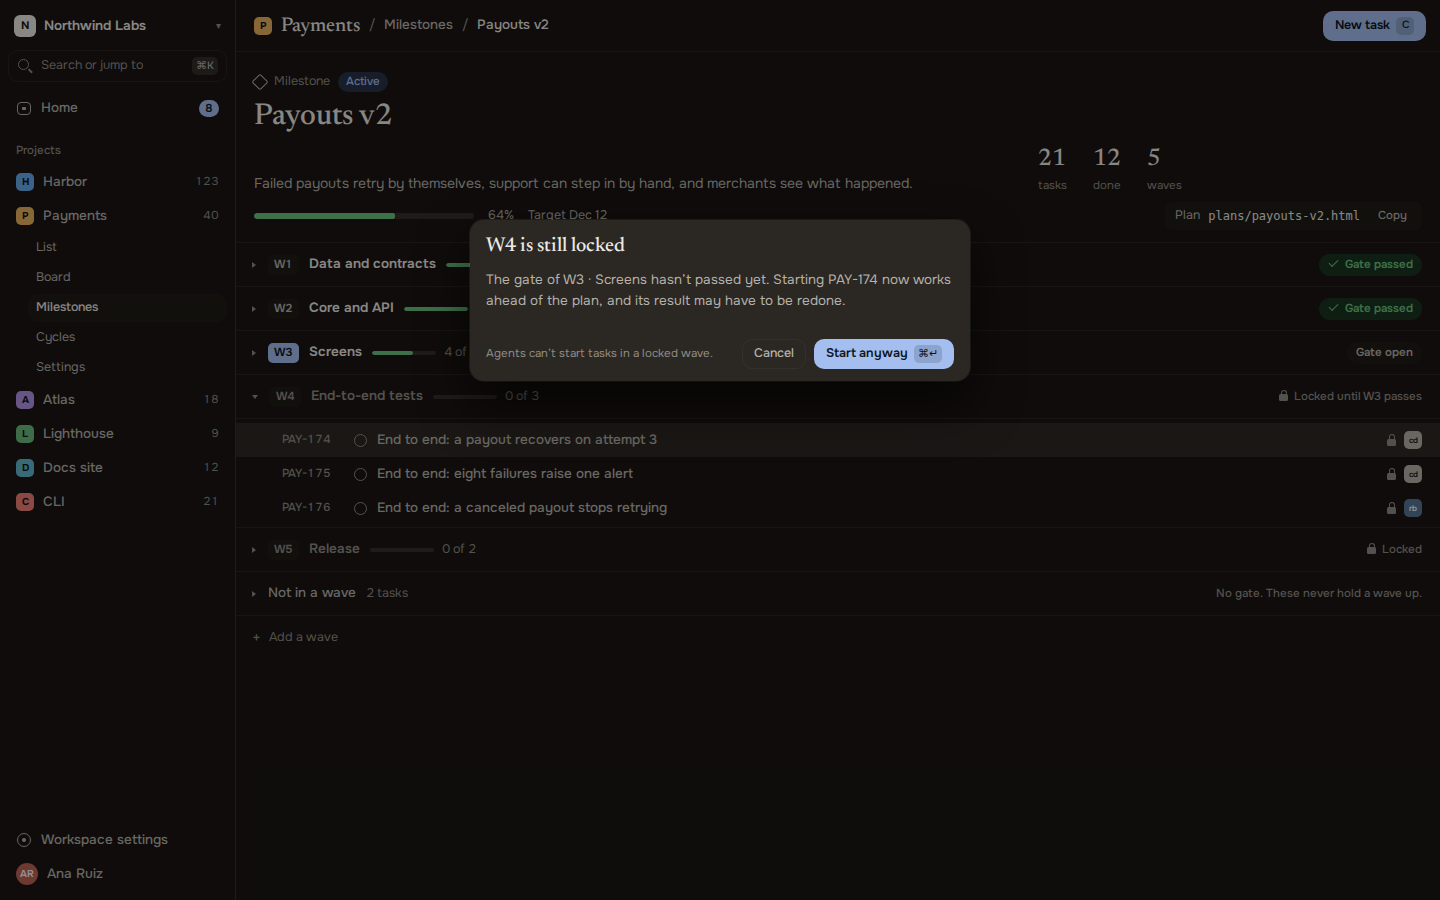 N Northwind Labs
Search or jump to ⌘K
Home 8
Projects
H Harbor 123
P Payments 40
List
Board
Milestones
Cycles
Settings
A Atlas 18
L Lighthouse 9
D Docs site 12
C CLI 21
Workspace settings
AR Ana Ruiz
P Payments / Milestones / Payouts v2
New task C
Milestone Active
Payouts v2
Failed payouts retry by themselves, support can step in by hand, and merchants see what happened.
21 12 5
tasks done waves
64% Target Dec 12
Plan plans/payouts-v2.html Copy
W1 Data and contracts
Gate passed
W2 Core and API
Gate passed
W3 Screens 4 of
Gate open
W4 is still locked
The gate of W3 · Screens hasn't passed yet. Starting PAY-174 now works
ahead of the plan, and its result may have to be redone.
Agents can't start tasks in a locked wave.
Cancel
Start anyway ⌘↵
W4 End-to-end tests 0 of 3
Locked until W3 passes
PAY-174 End to end: a payout recovers on attempt 3 cd
PAY-175 End to end: eight failures raise one alert cd
PAY-176 End to end: a canceled payout stops retrying rb
W5 Release 0 of 2
Locked
Not in a wave 2 tasks
No gate. These never hold a wave up.
+ Add a wave